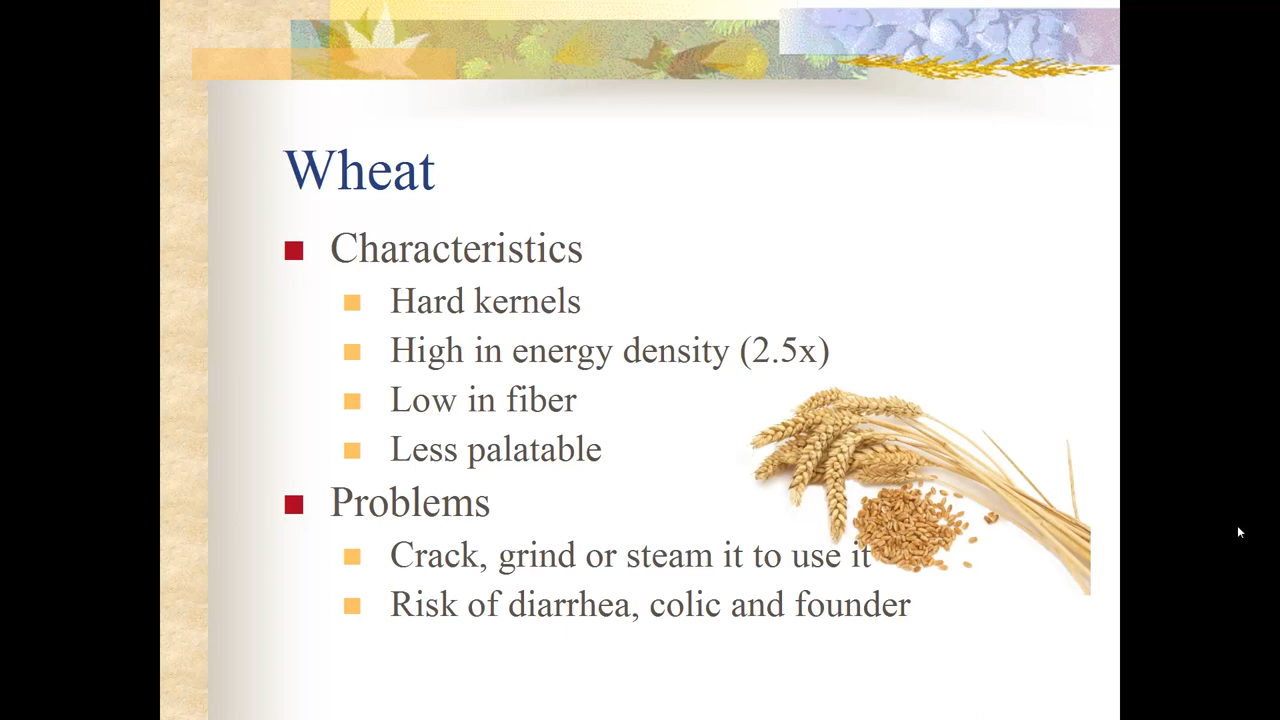 Wheat
Characteristics
Hard kernels
High in energy density (2.5x)
Low in fiber
Less palatable
Problems
Crack, grind or steam it to use it
Risk of diarrhea, colic and founder